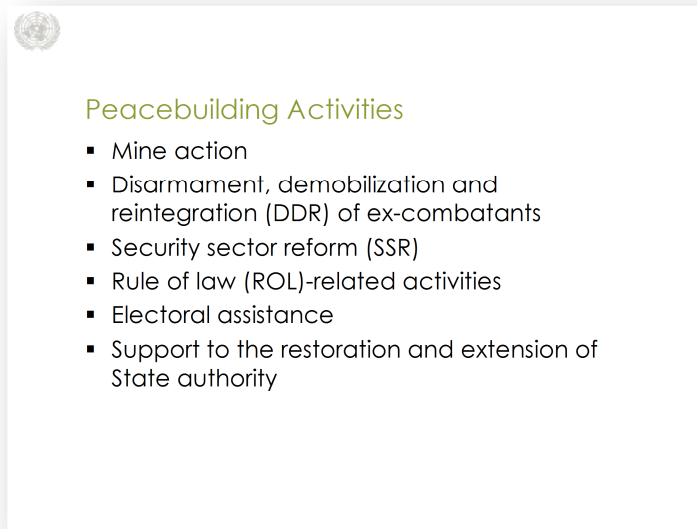 Peacebuilding Activities
▪ Mine action
▪ Disarmament, demobilization and
reintegration (DDR) of ex-combatants
▪ Security sector reform (SSR)
▪ Rule of law (ROL)-related activities
▪ Electoral assistance
▪ Support to the restoration and extension of
State authority